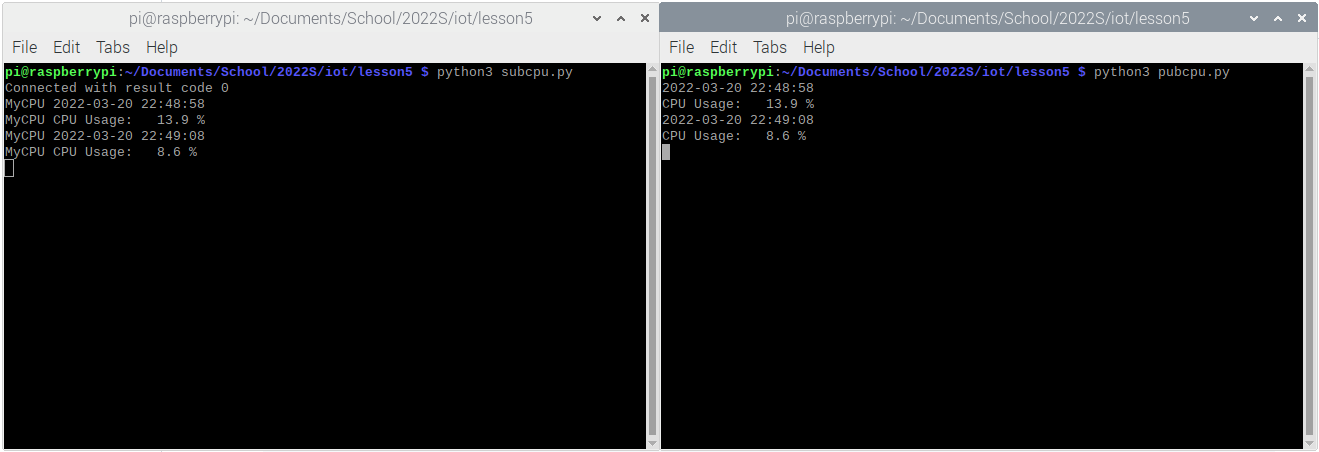 pi@raspberrypi: ~/Documents/School/2022S/iot/lesson5
File Edit Tabs Help
pi@raspberrypi:~/Documents/School/2022S/iot/lesson5 $ python3 subcpu.py
Connected with result code 0
MyCPU 2022-03-20 22:48:58
MyCPU CPU Usage:   13.9 %
MyCPU 2022-03-20 22:49:08
MyCPU CPU Usage:   8.6 %
pi@raspberrypi: ~/Documents/School/2022S/iot/lesson5
File Edit Tabs Help
pi@raspberrypi:~/Documents/School/2022S/iot/lesson5 $ python3 pubcpu.py
2022-03-20 22:48:58
CPU Usage:   13.9 %
2022-03-20 22:49:08
CPU Usage:   8.6 %